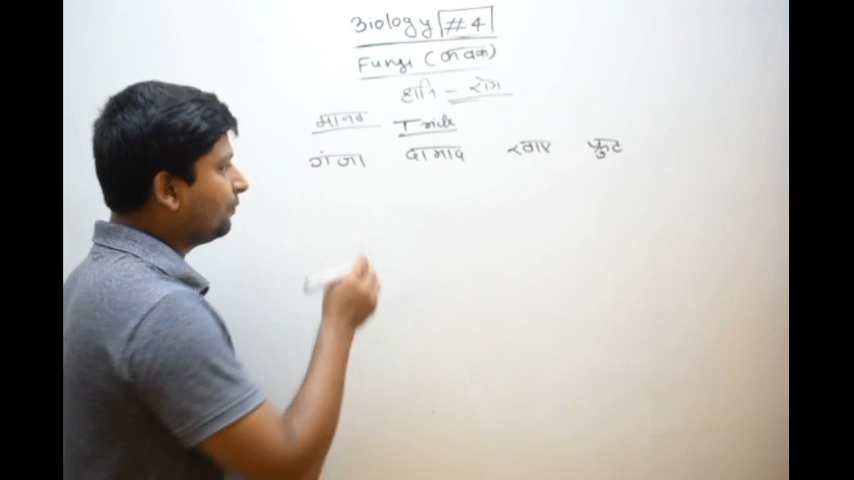 Biology #4
Fungi (कवक)
हानि - रोग
मानव Trick
गंजा दामाद खाए फुट